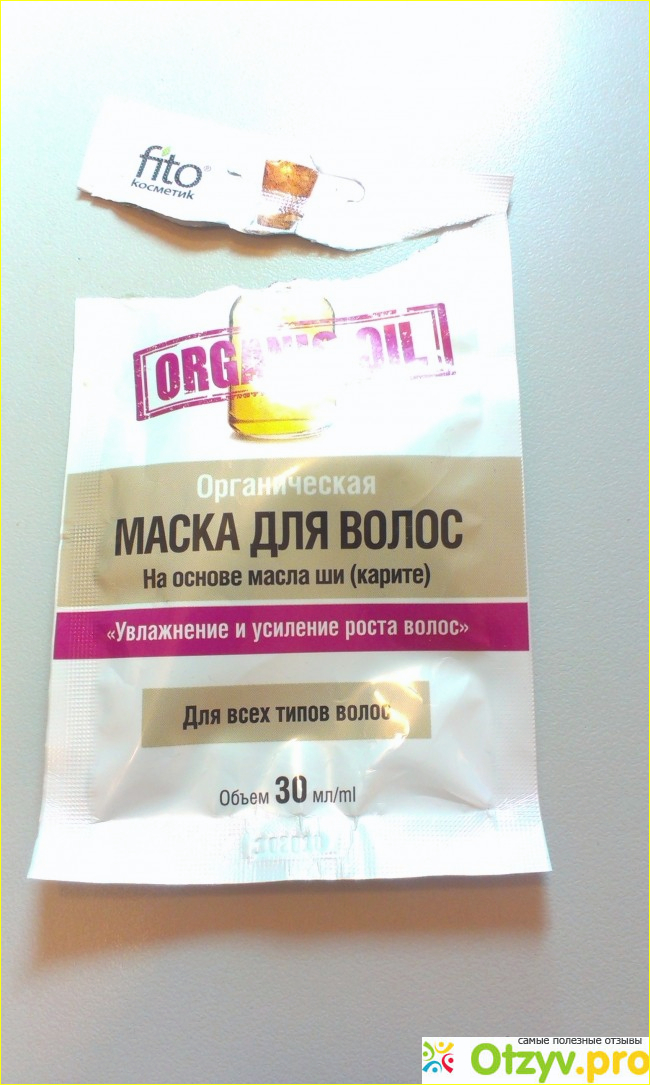 fito®
косметик
ORGANIC OIL
Органическая
МАСКА ДЛЯ ВОЛОС
На основе масла ши (карите)
«Увлажнение и усиление роста волос»
Для всех типов волос
Объем 30 мл/ml
самые полезные отзывы
Otzyv.pro